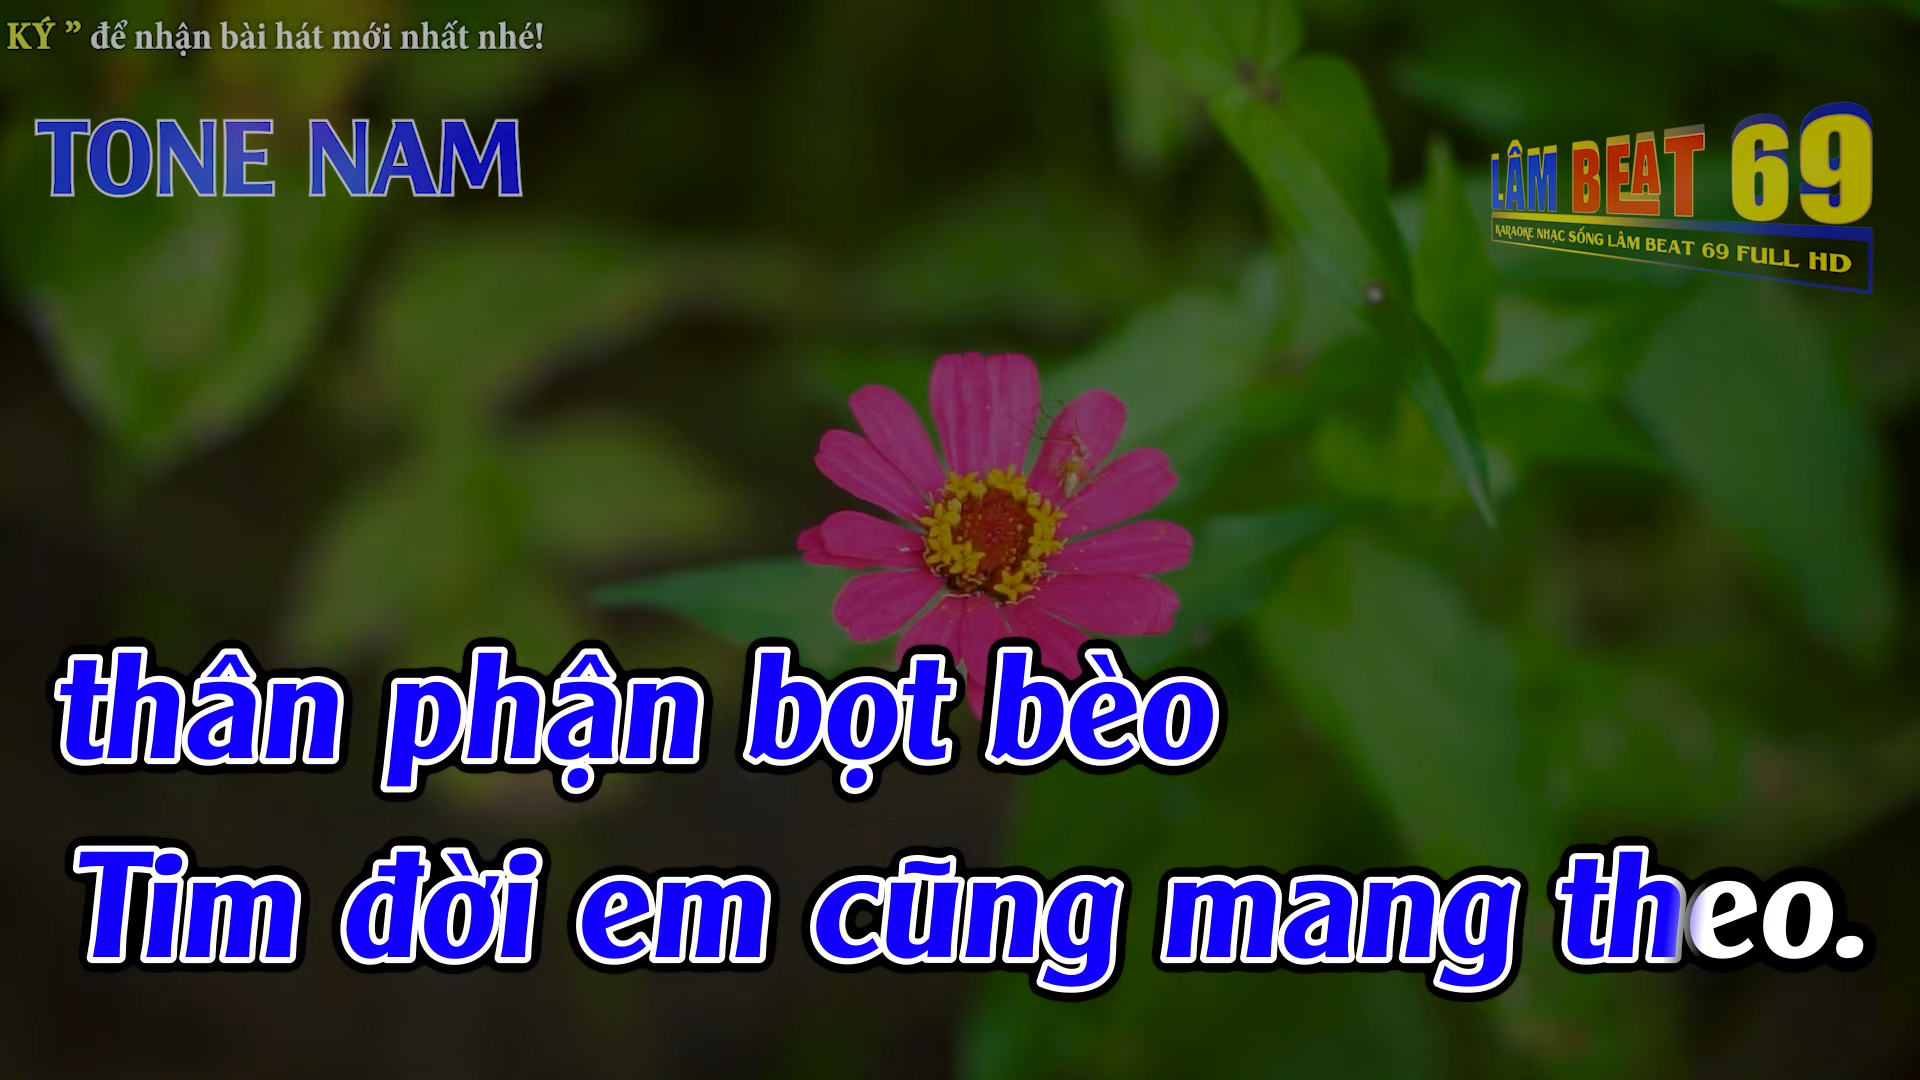 KÝ ” để nhận bài hát mới nhất nhé!
TONE NAM
LÂM BEAT 69
KARAOKE NHẠC SỐNG LÂM BEAT 69 FULL HD
thân phận bọt bèo
Tim đời em cũng mang theo.